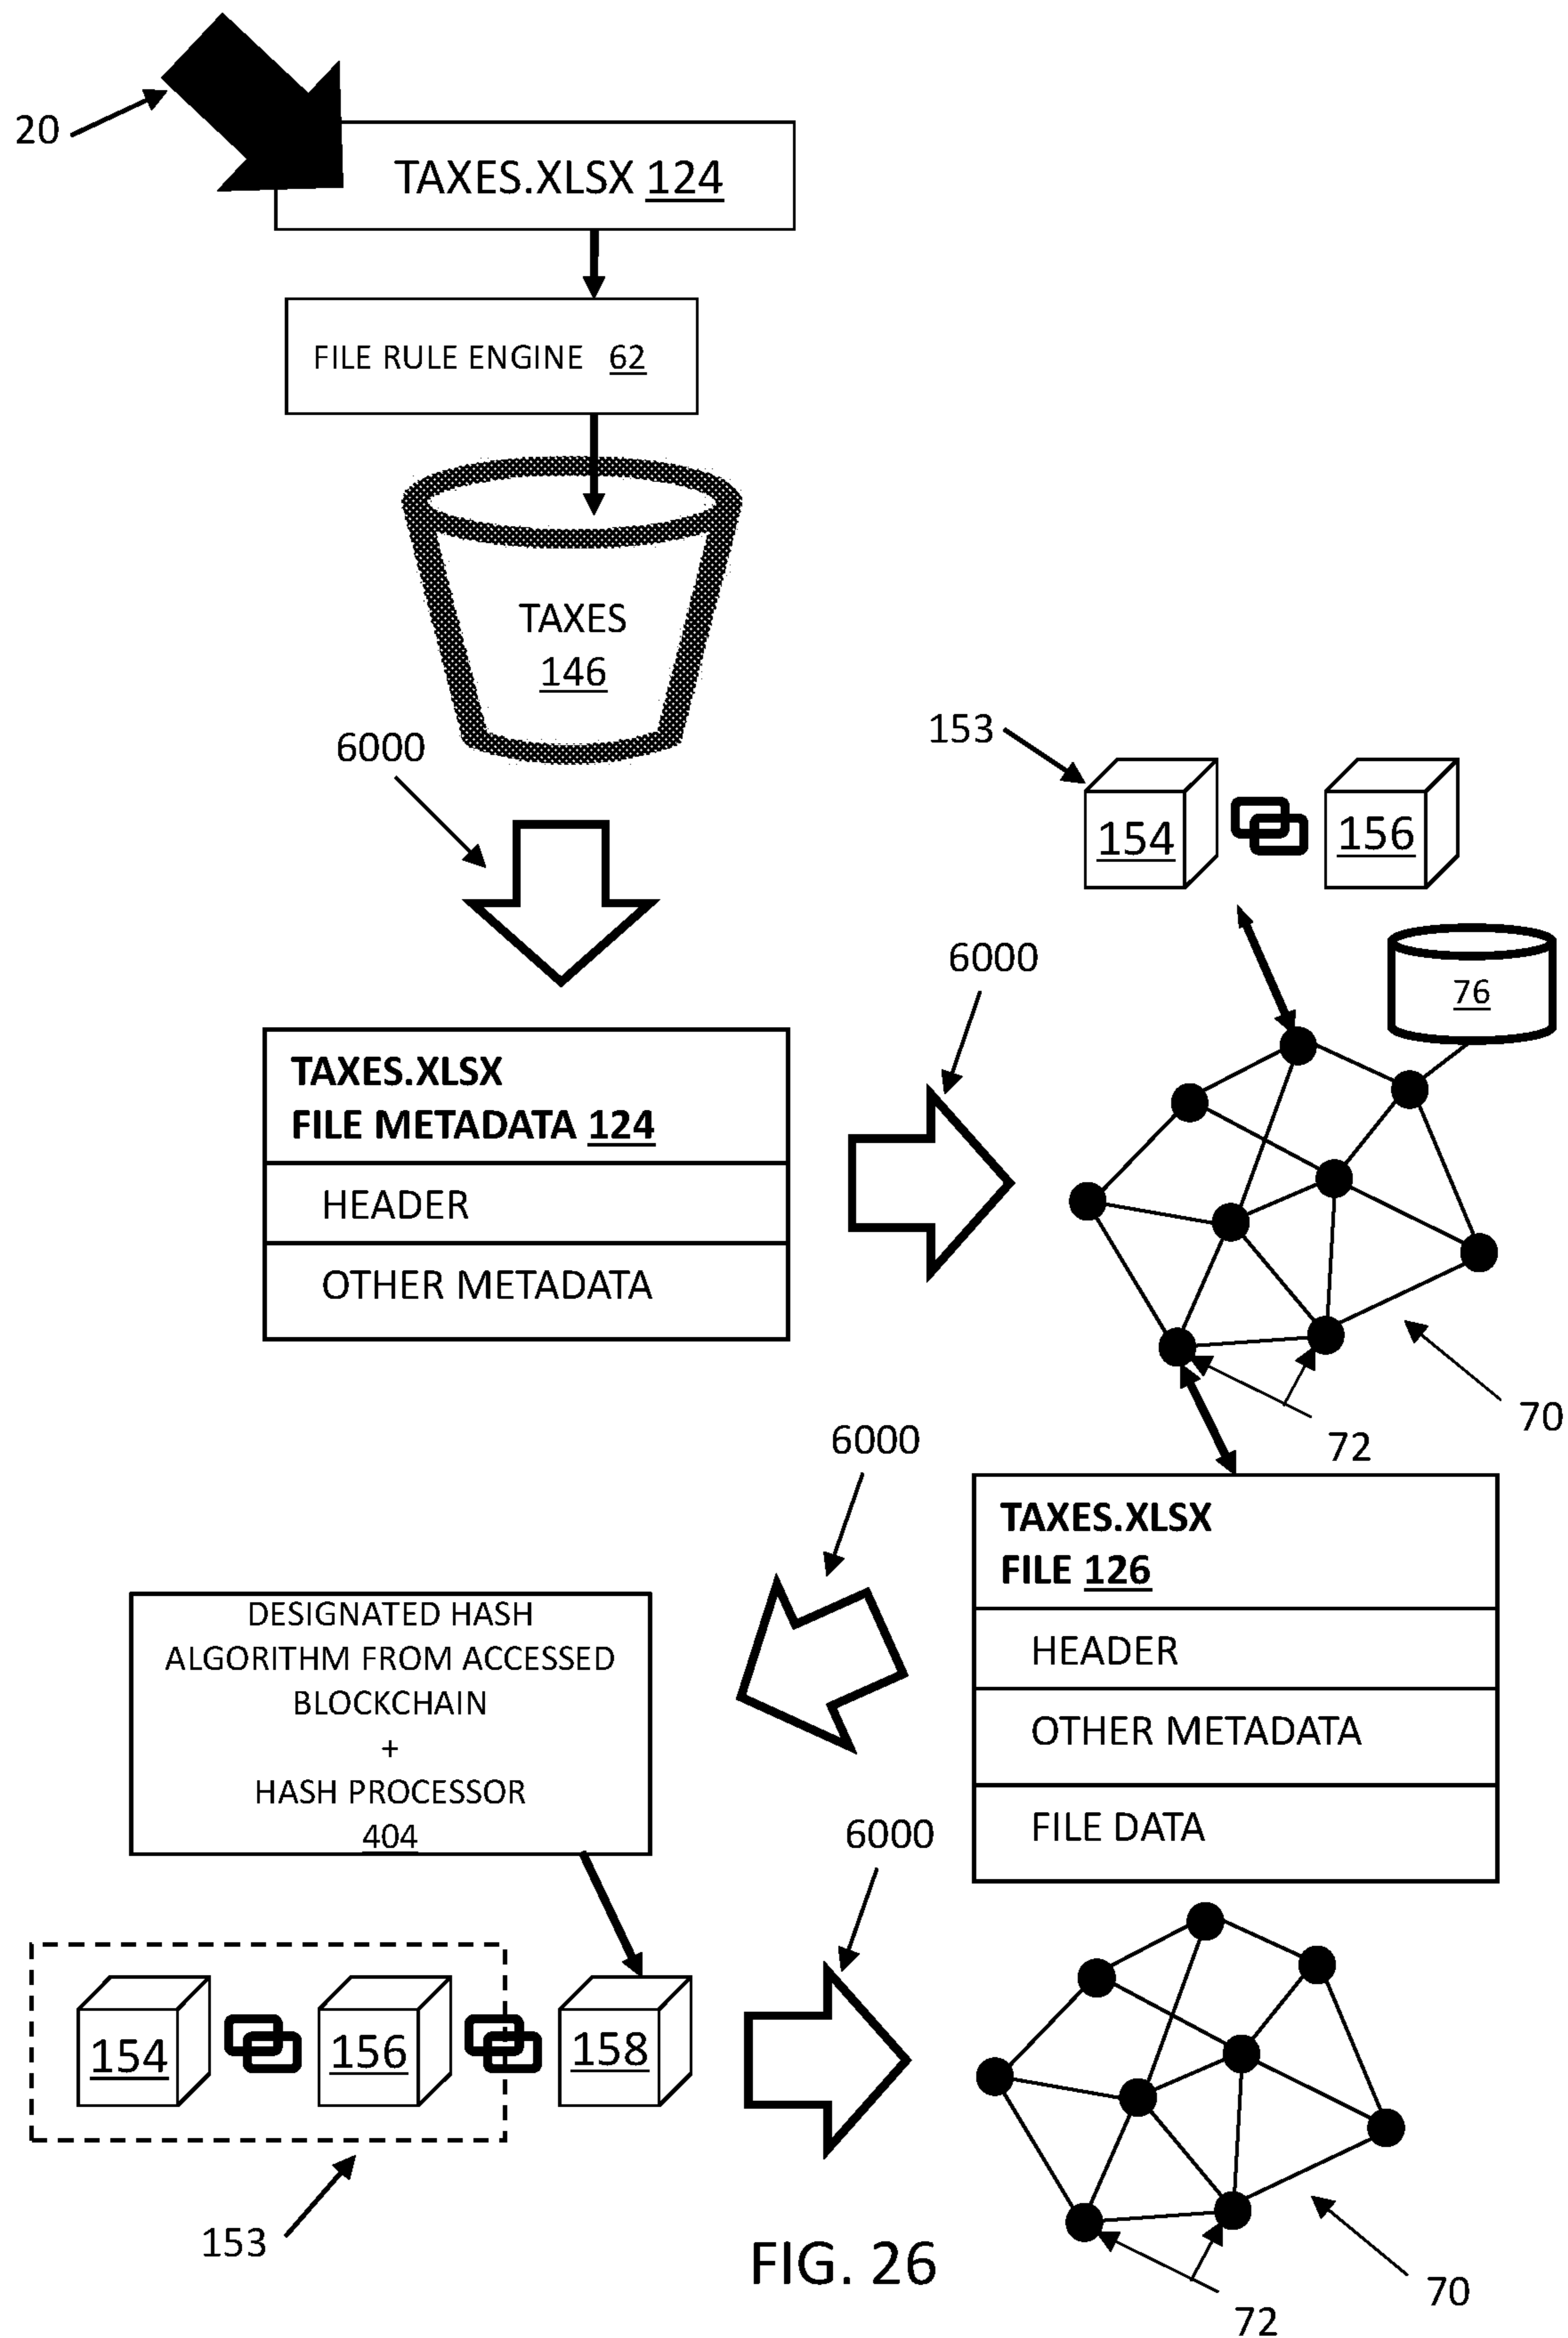 20
TAXES.XLSX 124
FILE RULE ENGINE 62
TAXES
146
6000
153
154
156
6000
76
TAXES.XLSX
FILE METADATA 124
HEADER
OTHER METADATA
70
72
6000
TAXES.XLSX
FILE 126
HEADER
OTHER METADATA
FILE DATA
DESIGNATED HASH
ALGORITHM FROM ACCESSED
BLOCKCHAIN
+
HASH PROCESSOR
404
6000
154
156
158
153
FIG. 26
70
72